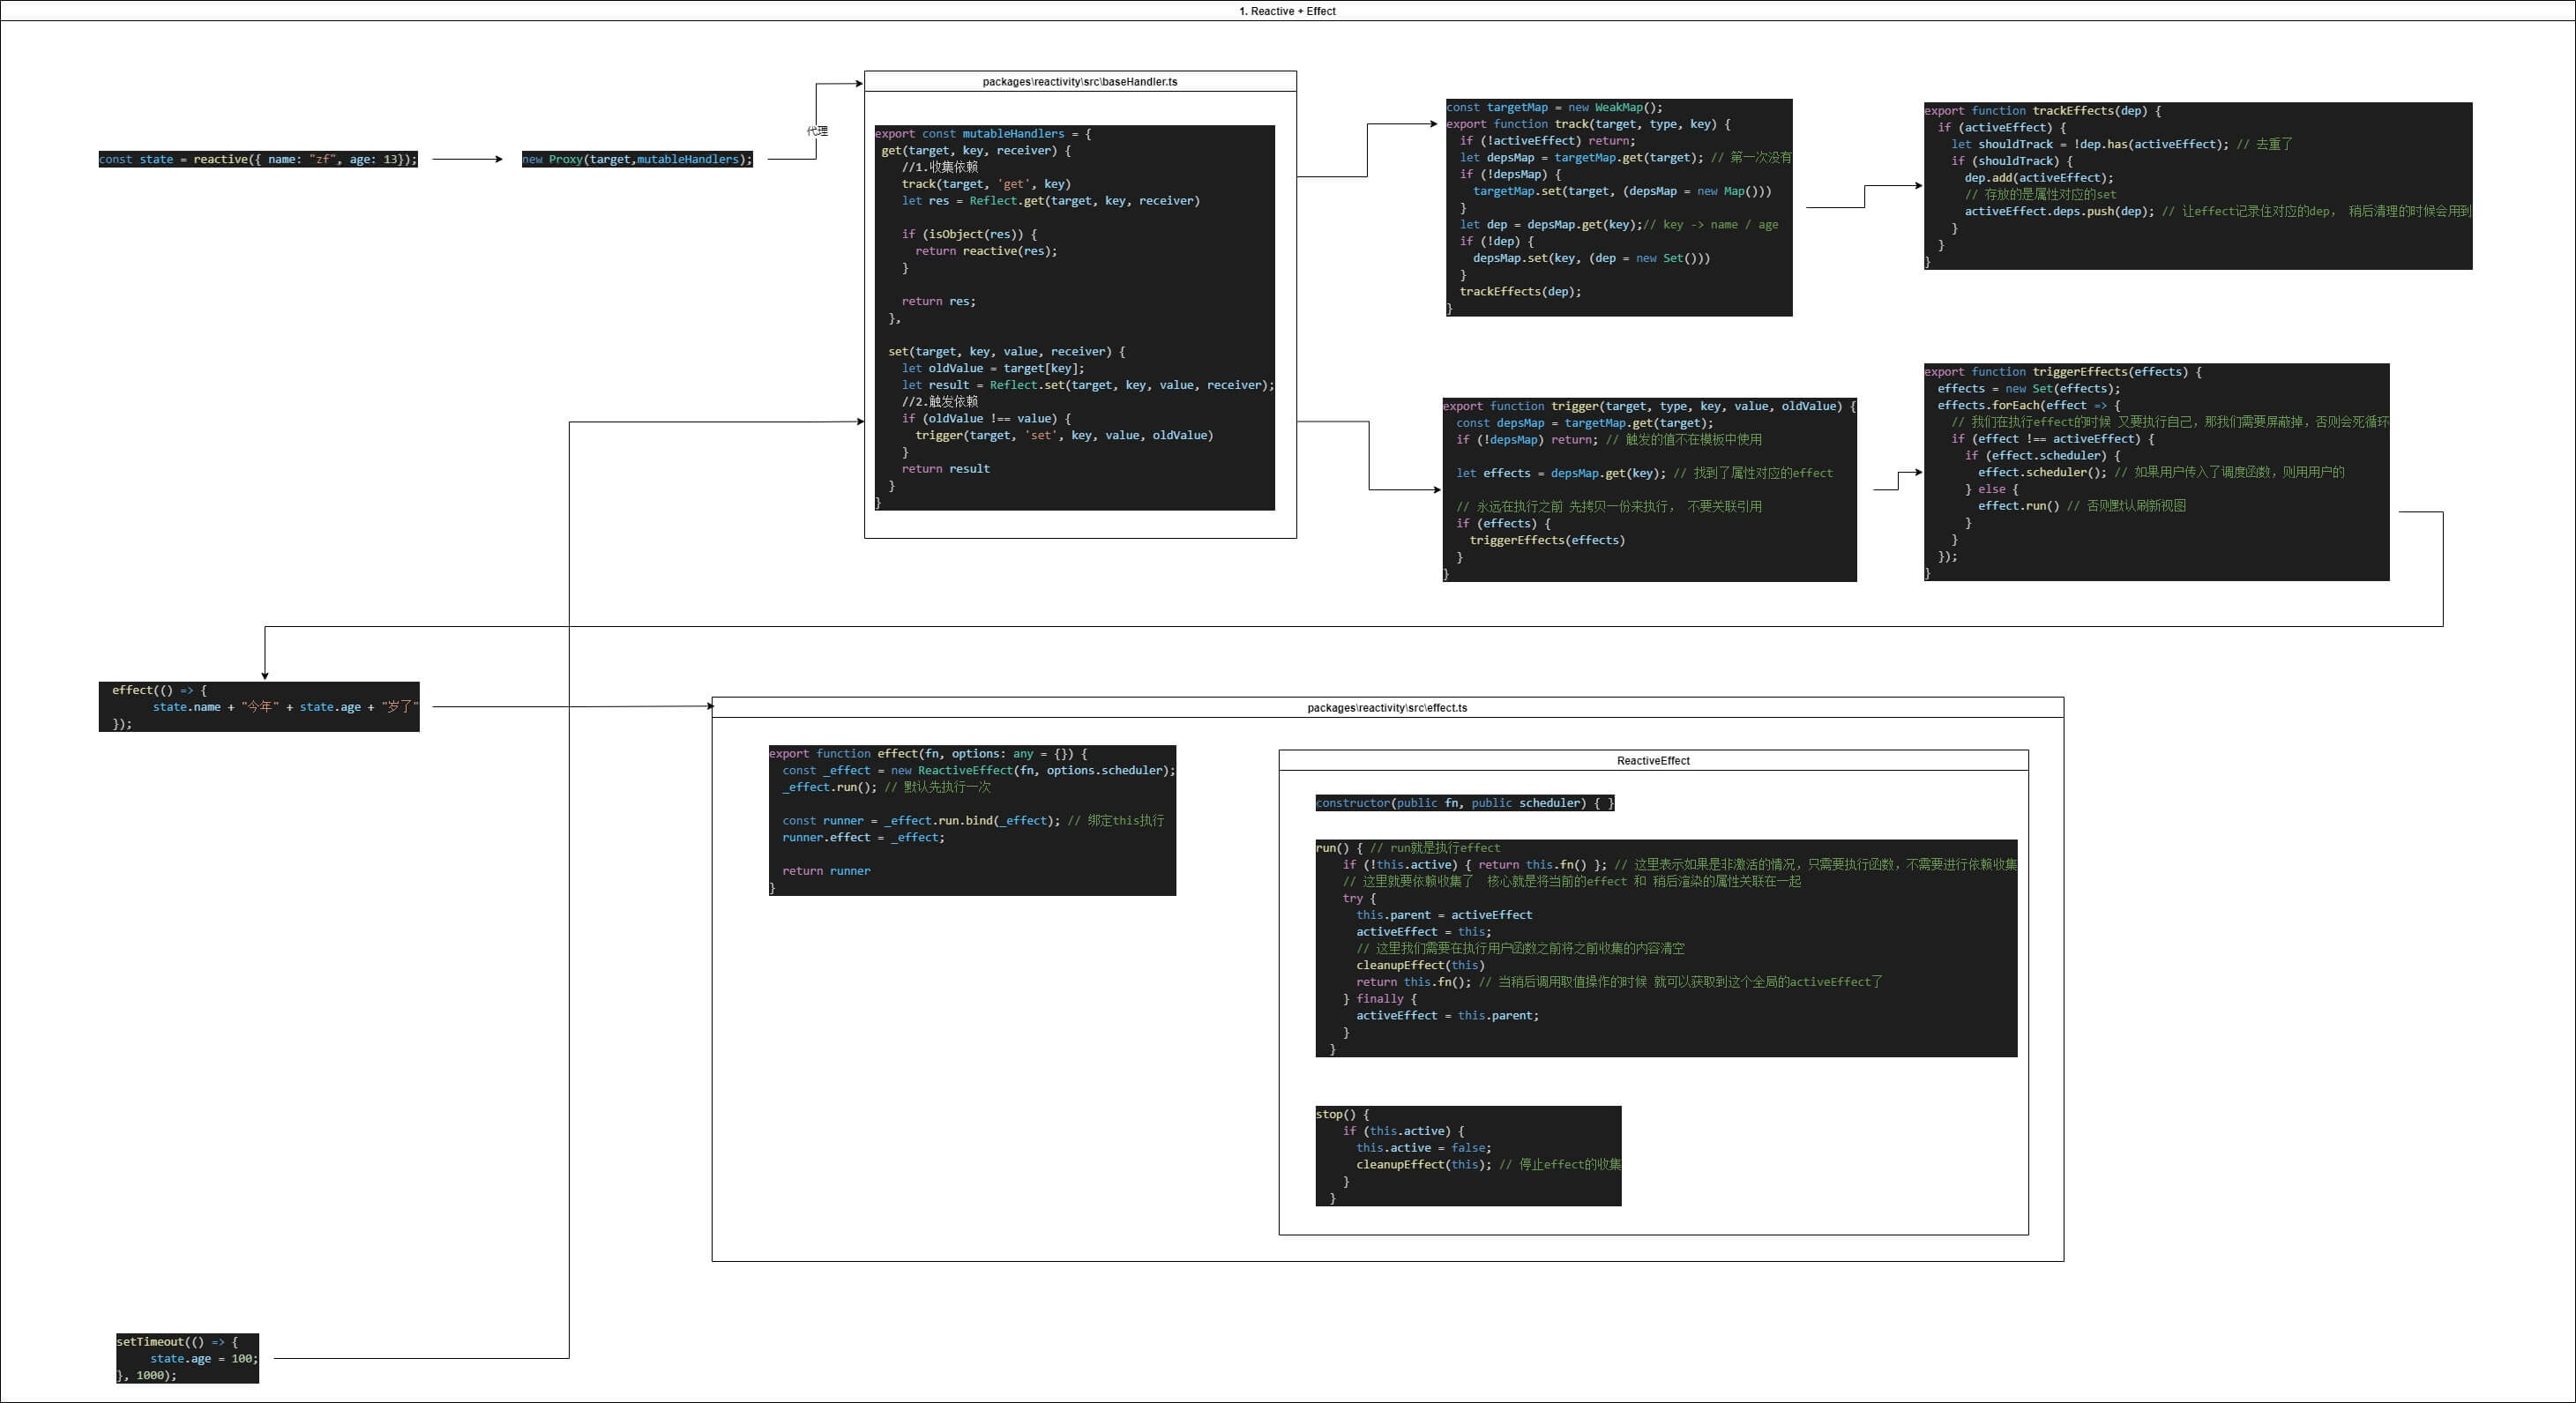 1. Reactive + Effect
const state = reactive({ name: "zf", age: 13});
new Proxy(target,mutableHandlers);
代理
packages\reactivity\src\baseHandler.ts
export const mutableHandlers = {
get(target, key, receiver) {
//1.收集依赖
track(target, 'get', key)
let res = Reflect.get(target, key, receiver)
if (isObject(res)) {
return reactive(res);
}
return res;
},
set(target, key, value, receiver) {
let oldValue = target[key];
let result = Reflect.set(target, key, value, receiver);
//2.触发依赖
if (oldValue !== value) {
trigger(target, 'set', key, value, oldValue)
}
return result
}
}
const targetMap = new WeakMap();
export function track(target, type, key) {
if (!activeEffect) return;
let depsMap = targetMap.get(target); // 第一次没有
if (!depsMap) {
targetMap.set(target, (depsMap = new Map()))
}
let dep = depsMap.get(key);// key -> name / age
if (!dep) {
depsMap.set(key, (dep = new Set()))
}
trackEffects(dep);
}
export function trackEffects(dep) {
if (activeEffect) {
let shouldTrack = !dep.has(activeEffect); // 去重了
if (shouldTrack) {
dep.add(activeEffect);
// 存放的是属性对应的set
activeEffect.deps.push(dep); // 让effect记录住对应的dep， 稍后清理的时候会用到
}
}
}
export function trigger(target, type, key, value, oldValue) {
const depsMap = targetMap.get(target);
if (!depsMap) return; // 触发的值不在模板中使用
let effects = depsMap.get(key); // 找到了属性对应的effect
// 永远在执行之前 先拷贝一份来执行， 不要关联引用
if (effects) {
triggerEffects(effects)
}
}
export function triggerEffects(effects) {
effects = new Set(effects);
effects.forEach(effect => {
// 我们在执行effect的时候 又要执行自己，那我们需要屏蔽掉，否则会死循环
if (effect !== activeEffect) {
if (effect.scheduler) {
effect.scheduler(); // 如果用户传入了调度函数，则用用户的
} else {
effect.run() // 否则默认刷新视图
}
}
});
}
effect(() => {
state.name + "今年" + state.age + "岁了"
});
packages\reactivity\src\effect.ts
export function effect(fn, options: any = {}) {
const _effect = new ReactiveEffect(fn, options.scheduler);
_effect.run(); // 默认先执行一次
const runner = _effect.run.bind(_effect); // 绑定this执行
runner.effect = _effect;
return runner
}
ReactiveEffect
constructor(public fn, public scheduler) { }
run() { // run就是执行effect
if (!this.active) { return this.fn() }; // 这里表示如果是非激活的情况，只需要执行函数，不需要进行依赖收集
// 这里就要依赖收集了  核心就是将当前的effect 和 稍后渲染的属性关联在一起
try {
this.parent = activeEffect
activeEffect = this;
// 这里我们需要在执行用户函数之前将之前收集的内容清空
cleanupEffect(this)
return this.fn(); // 当稍后调用取值操作的时候 就可以获取到这个全局的activeEffect了
} finally {
activeEffect = this.parent;
}
}
stop() {
if (this.active) {
this.active = false;
cleanupEffect(this); // 停止effect的收集
}
}
setTimeout(() => {
state.age = 100;
}, 1000);